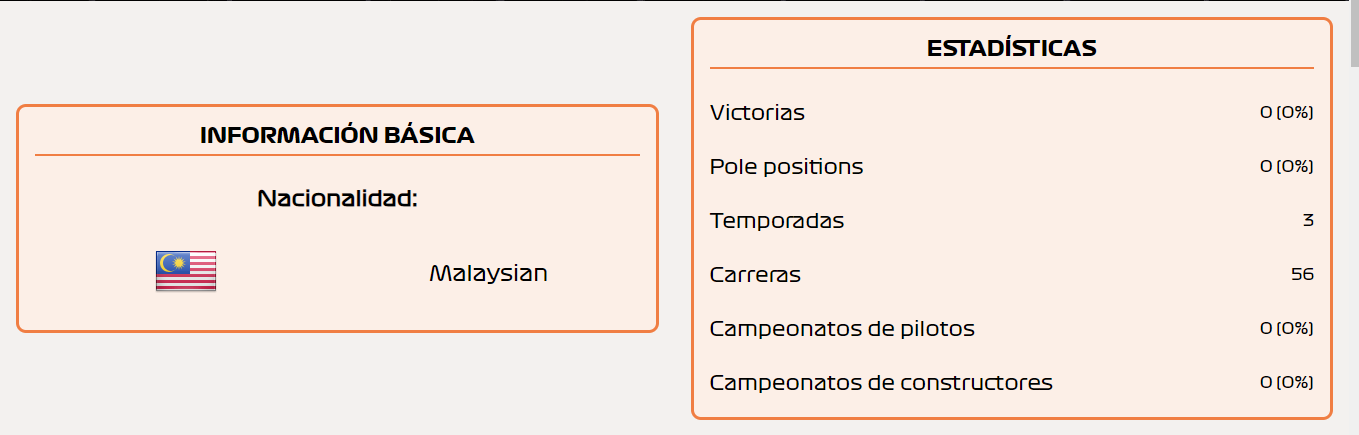 INFORMACIÓN BÁSICA
Nacionalidad:
Malaysian
ESTADÍSTICAS
Victorias 0 (0%)
Pole positions 0 (0%)
Temporadas 3
Carreras 56
Campeonatos de pilotos 0 (0%)
Campeonatos de constructores 0 (0%)